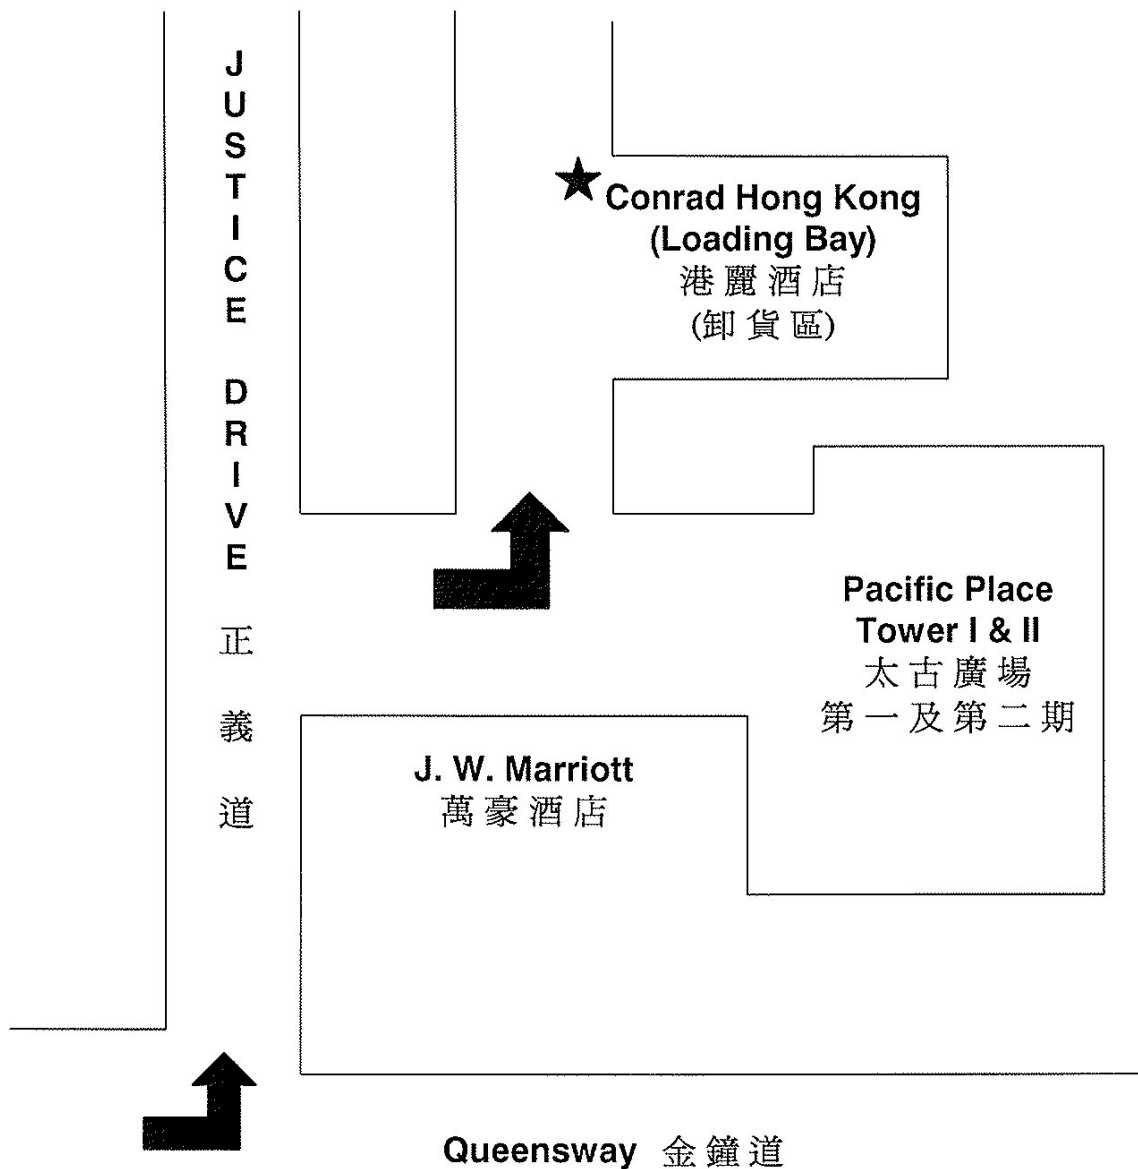 JUSTICE DRIVE 正義道
Conrad Hong Kong
(Loading Bay)
港麗酒店
(卸貨區)
Pacific Place
Tower I & II
太古廣場
第一及第二期
J. W. Marriott
萬豪酒店
Queensway 金鐘道